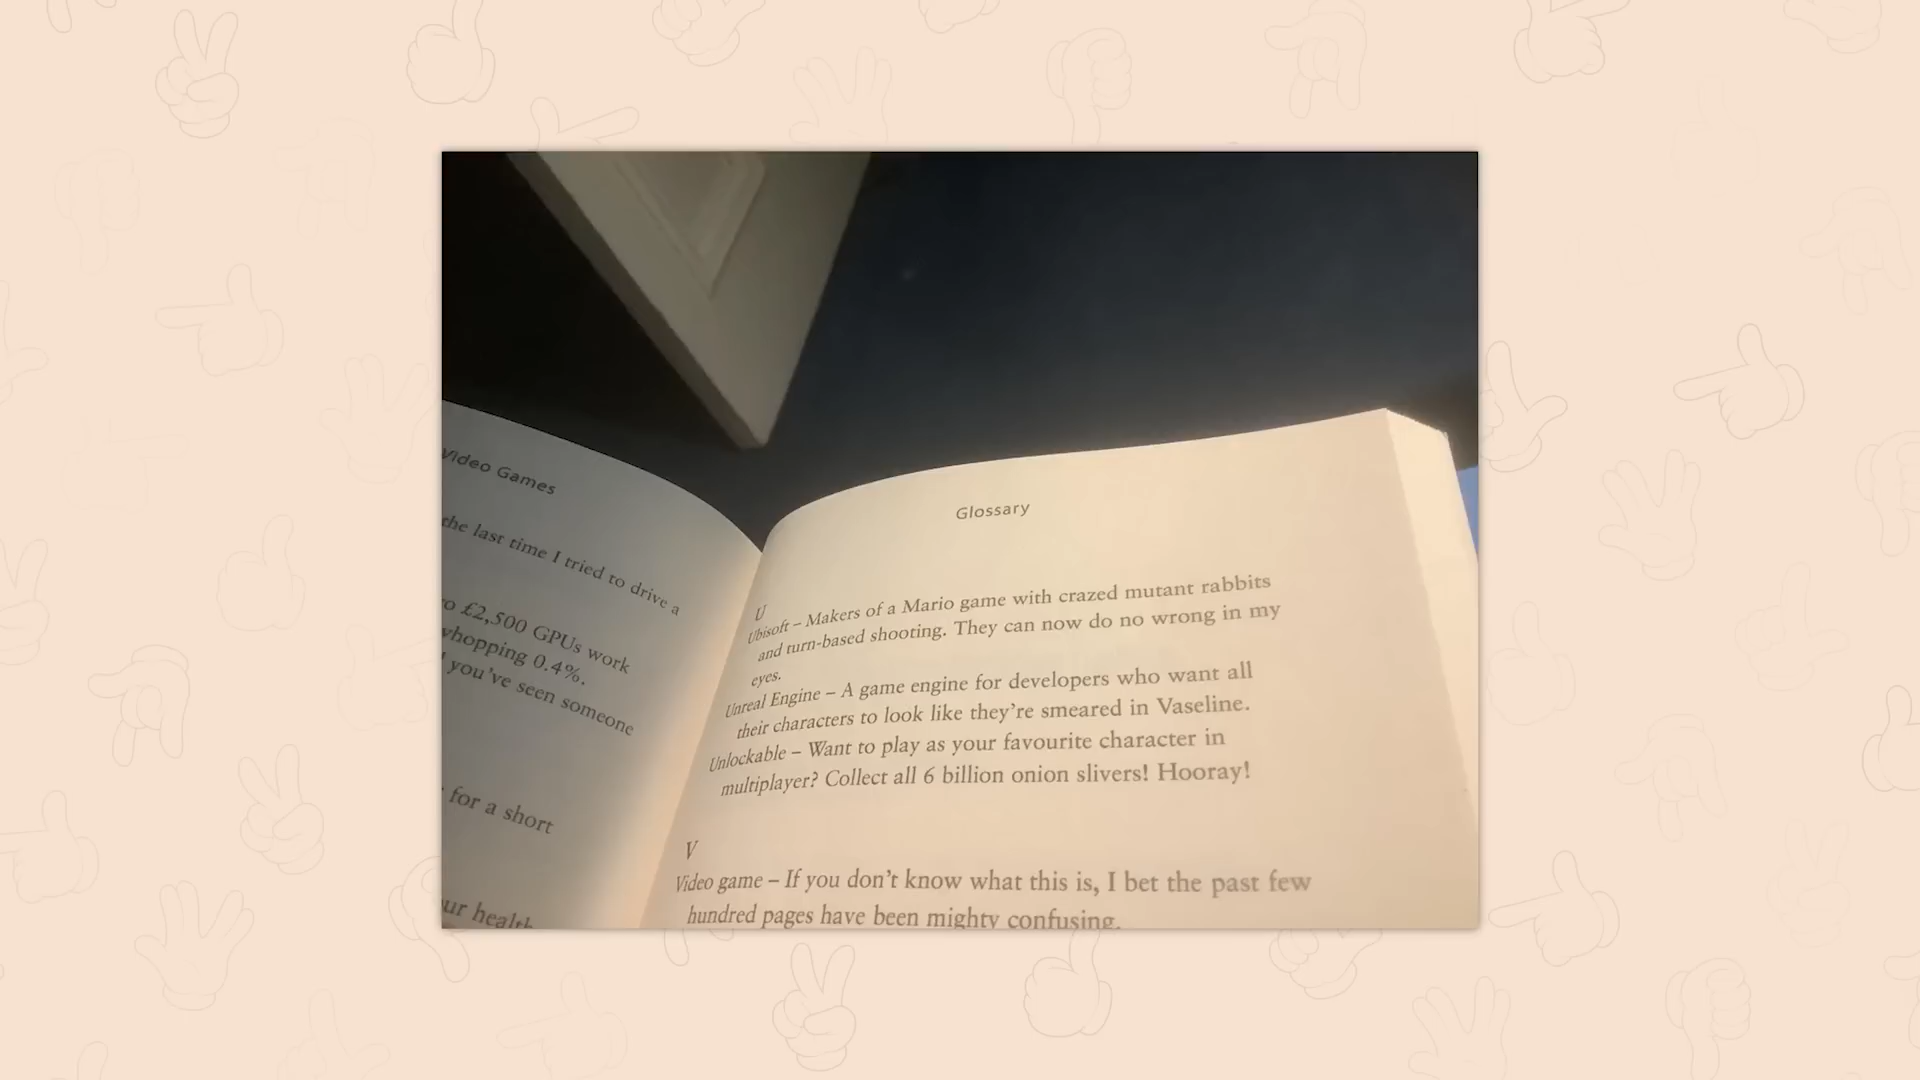 Video Games
the last time I tried to drive a
£2,500 GPUs work
whopping 0.4%.
you've seen someone
for a short
Glossary
U
Ubisoft – Makers of a Mario game with crazed mutant rabbits
and turn-based shooting. They can now do no wrong in my
eyes.
Unreal Engine – A game engine for developers who want all
their characters to look like they're smeared in Vaseline.
Unlockable – Want to play as your favourite character in
multiplayer? Collect all 6 billion onion slivers! Hooray!
V
Video game – If you don't know what this is, I bet the past few
hundred pages have been mighty confusing.